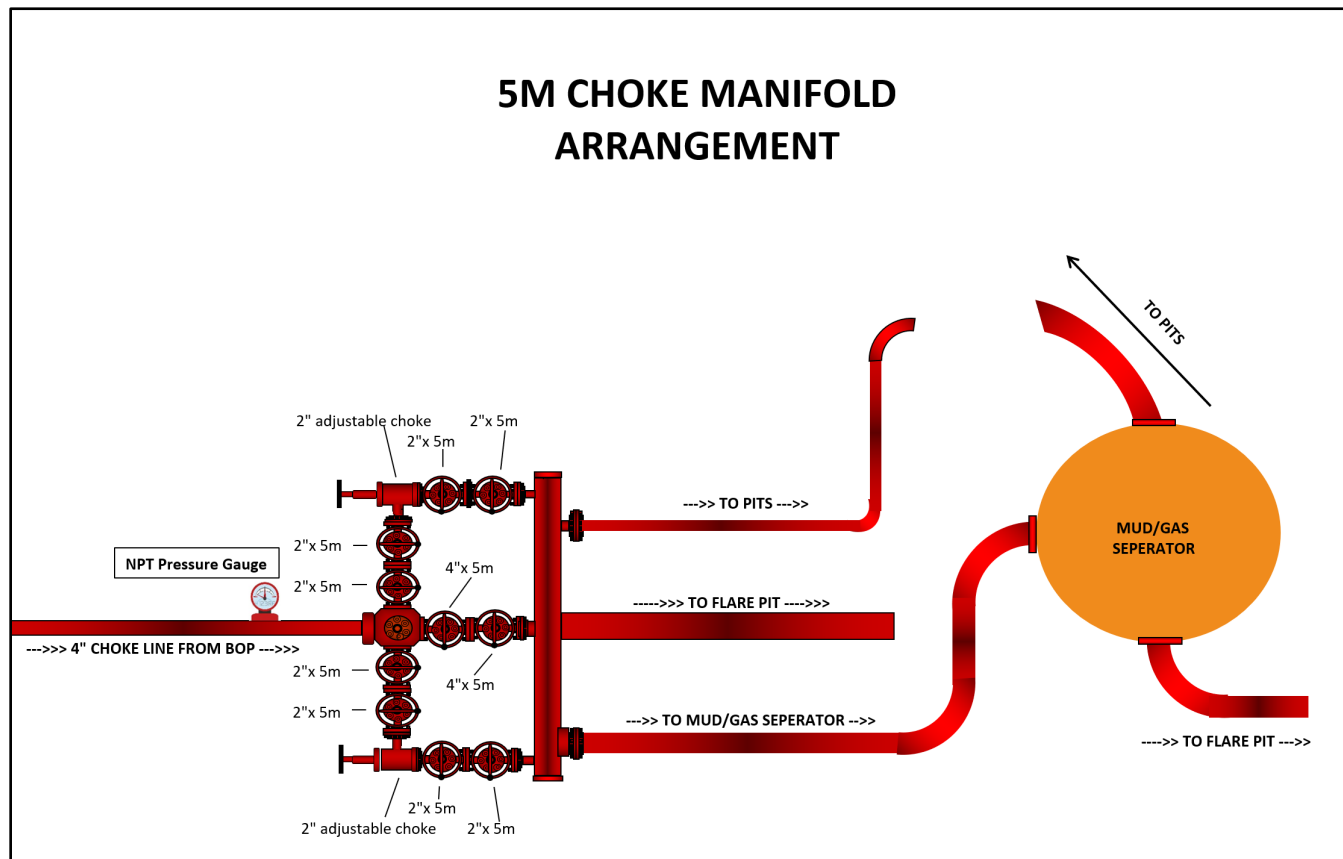 5M CHOKE MANIFOLD
ARRANGEMENT
TO PITS
2" adjustable choke
2"x 5m
2"x 5m
--->> TO PITS --->>
MUD/GAS
SEPERATOR
2"x 5m
4"x 5m
NPT Pressure Gauge
2"x 5m
----->>> TO FLARE PIT ---->>>
--->>> 4" CHOKE LINE FROM BOP --->>>
2"x 5m
4"x 5m
2"x 5m
--->> TO MUD/GAS SEPERATOR -->>
---->> TO FLARE PIT --->>
2"x 5m
2" adjustable choke
2"x 5m